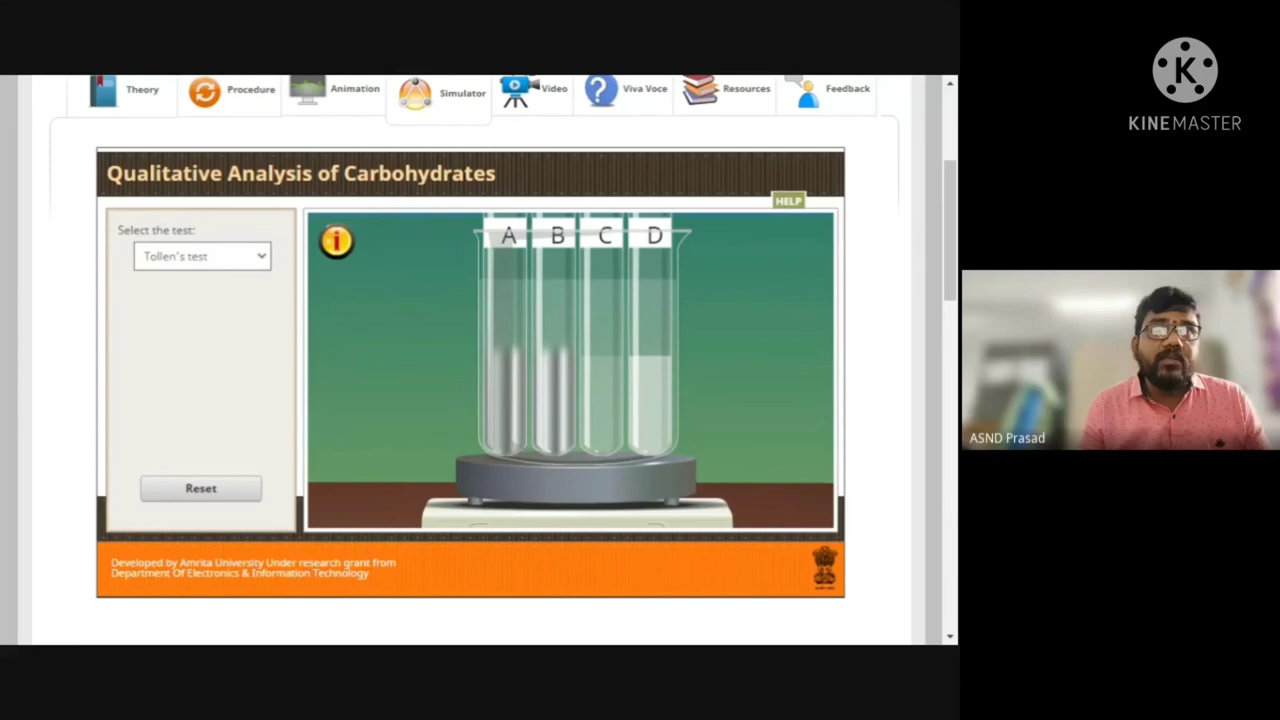 Theory
Procedure
Animation
Simulator
Video
Viva Voce
Resources
Feedback
K
KINEMASTER
Qualitative Analysis of Carbohydrates
HELP
Select the test:
Tollen's test
i
A B C D
Reset
ASND Prasad
Developed by Amrita University Under research grant from
Department Of Electronics & Information Technology